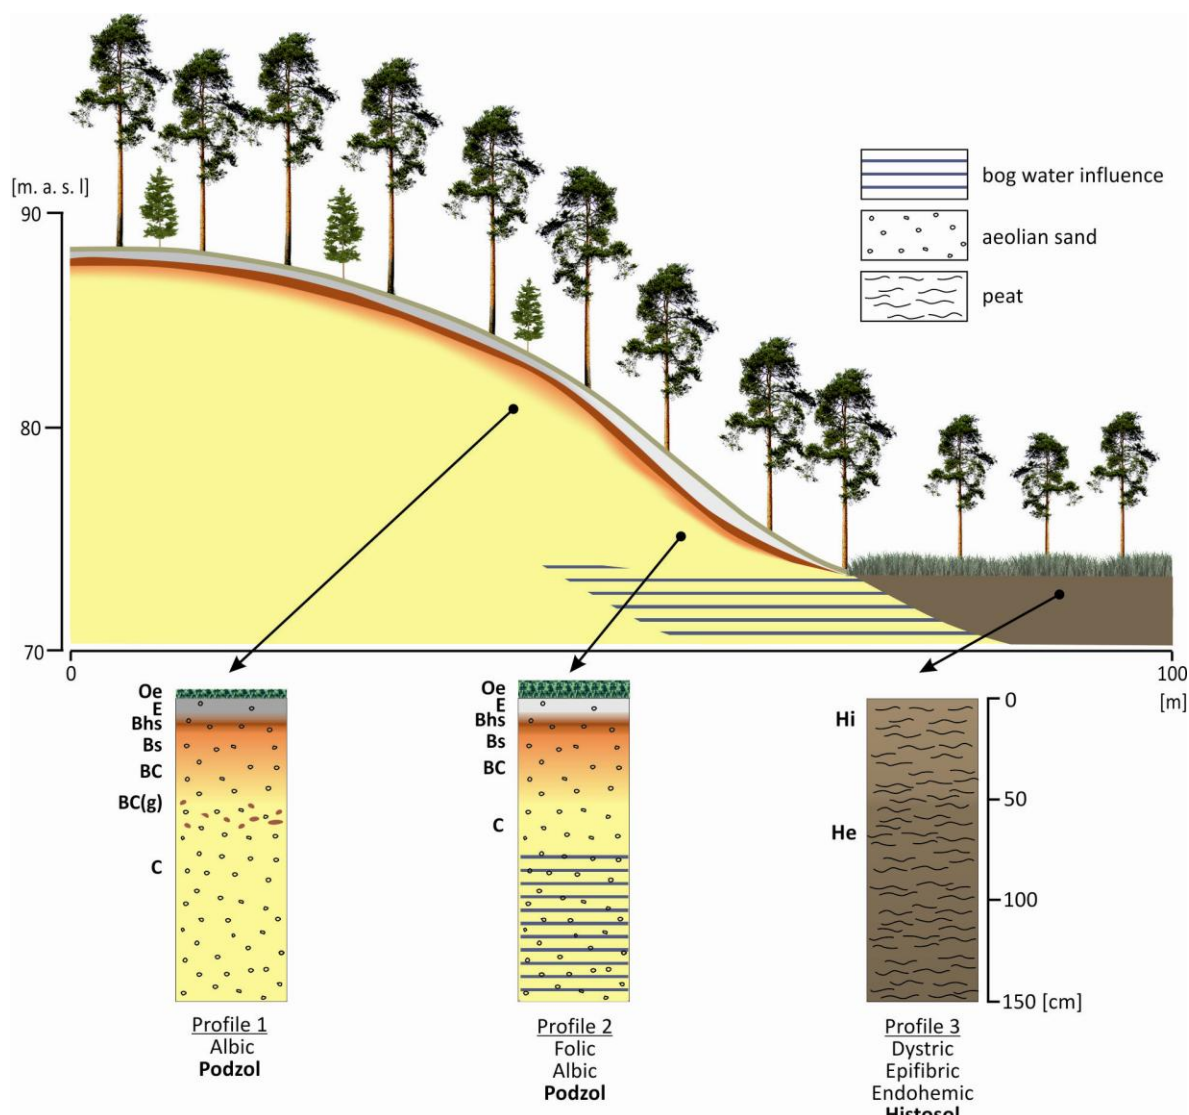 [m. a. s. l]
90
80
70
0
100
[m]
bog water influence
aeolian sand
peat
Oe
E
Bhs
Bs
BC
BC(g)
C
Profile 1
Albic
Podzol
Oe
E
Bhs
Bs
BC
C
Profile 2
Folic
Albic
Podzol
Hi
He
0
50
100
150 [cm]
Profile 3
Dystric
Epifibric
Endohemic
Histosol